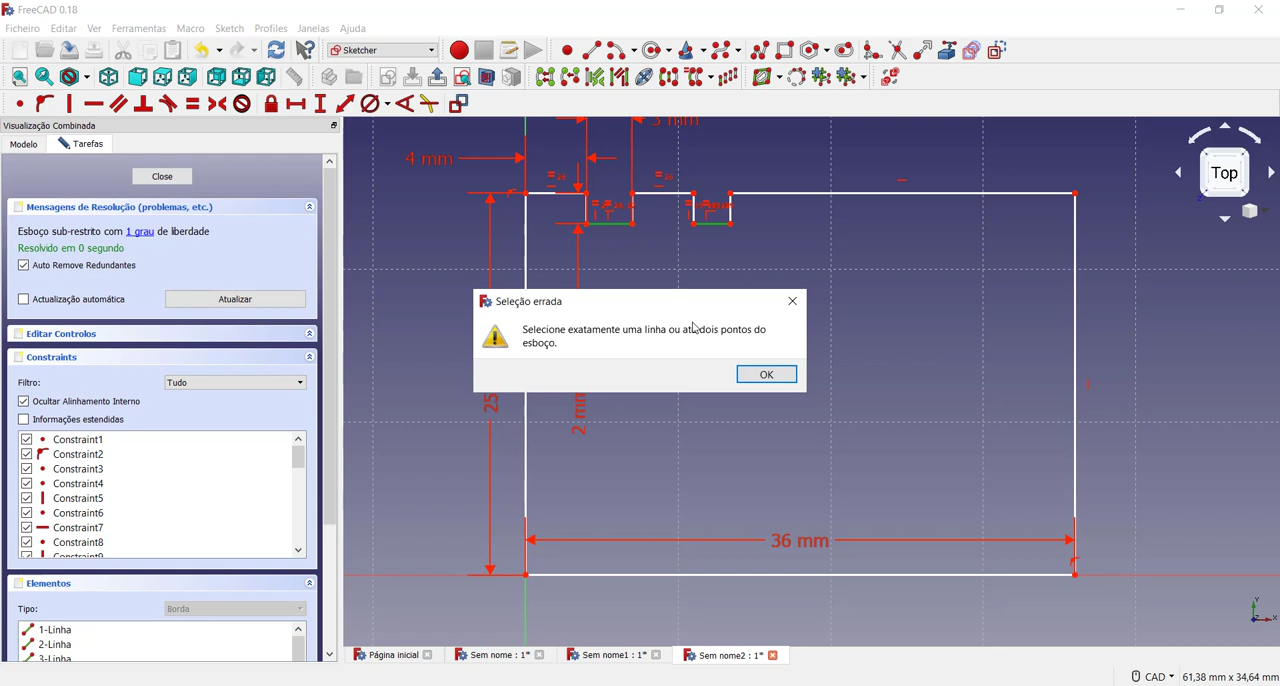 FreeCAD 0.18
Ficheiro Editar Ver Ferramentas Macro Sketch Profiles Janelas Ajuda
Sketcher
Visualização Combinada
Modelo Tarefas
Close
Mensagens de Resolução (problemas, etc.)
Esboço sub-restrito com 1 grau de liberdade
Resolvido em 0 segundo
Auto Remove Redundantes
Actualização automática Atualizar
Editar Controlos
Constraints
Filtro: Tudo
Ocultar Alinhamento Interno
Informações estendidas
Constraint1
Constraint2
Constraint3
Constraint4
Constraint5
Constraint6
Constraint7
Constraint8
Constraint9
Elementos
Tipo: Borda
1-Linha
2-Linha
3-Linha
3 mm
4 mm
Top
Seleção errada
Selecione exatamente uma linha ou até dois pontos do
esboço.
OK
25
2 mm
36 mm
Página inicial Sem nome : 1* Sem nome1 : 1* Sem nome2 : 1*
CAD 61,38 mm x 34,64 mm